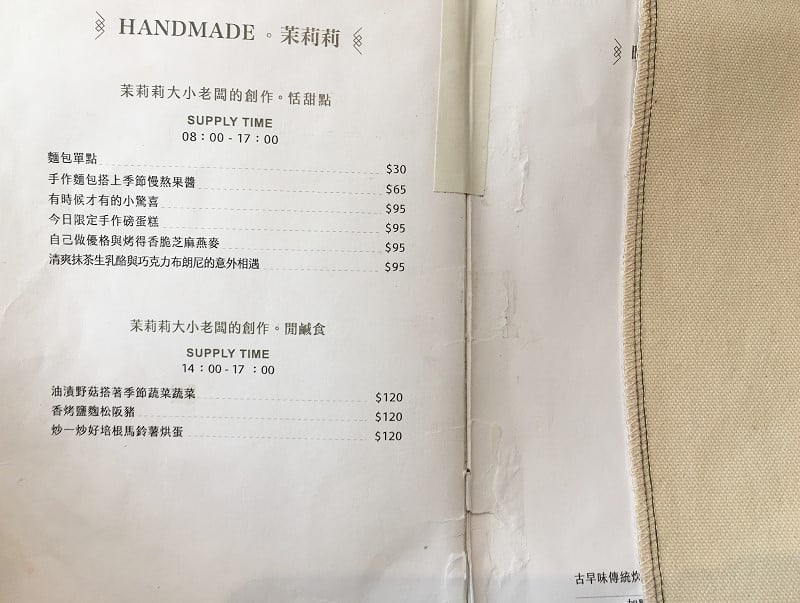 HANDMADE。茉莉莉
茉莉莉大小老闆的創作。恬甜點
SUPPLY TIME
08：00 - 17：00
麵包單點 $30
手作麵包搭上季節慢熬果醬 $65
有時候才有的小驚喜 $95
今日限定手作磅蛋糕 $95
自己做優格與烤得香脆芝麻燕麥 $95
清爽抹茶生乳酪與巧克力布朗尼的意外相遇 $95
茉莉莉大小老闆的創作。閒鹹食
SUPPLY TIME
14：00-17 ：00
油漬野菇搭著季節蔬菜蔬菜 $120
香烤鹽麴松阪豬 $120
炒一炒好培根馬鈴薯烘蛋 $120
古早味傳統炊